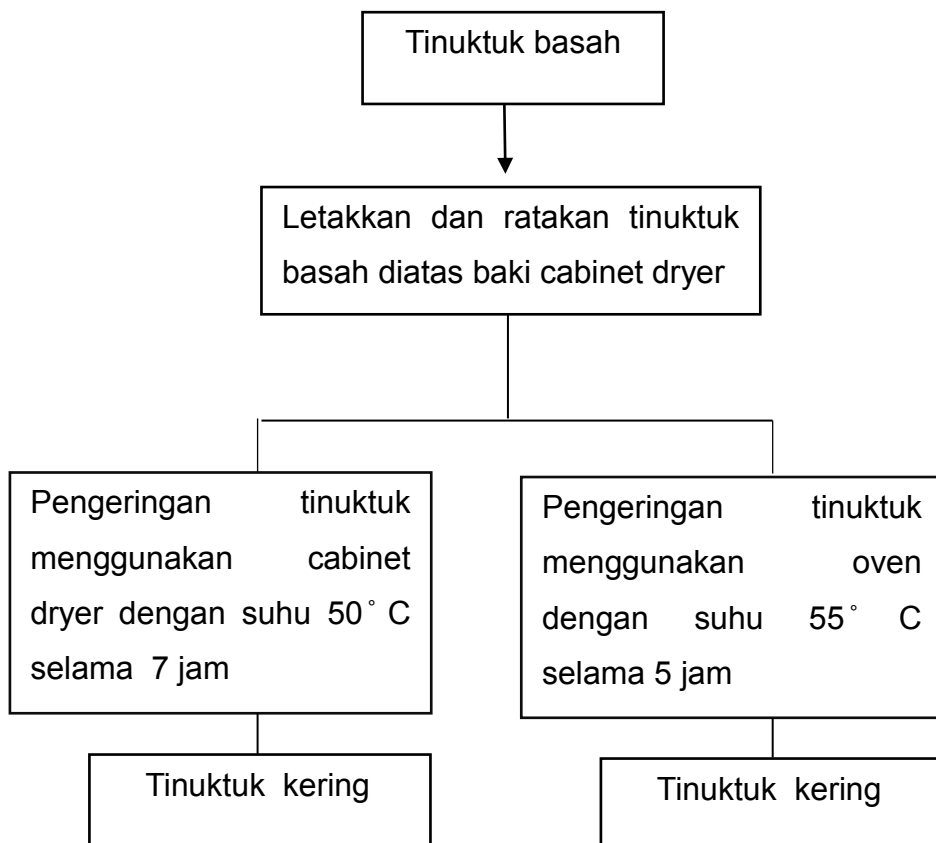 Tinuktuk basah
Letakkan dan ratakan tinuktuk
basah diatas baki cabinet dryer
Pengeringan tinuktuk
menggunakan cabinet
dryer dengan suhu 50˚ C
selama 7 jam
Pengeringan tinuktuk
menggunakan oven
dengan suhu 55˚ C
selama 5 jam
Tinuktuk kering
Tinuktuk kering